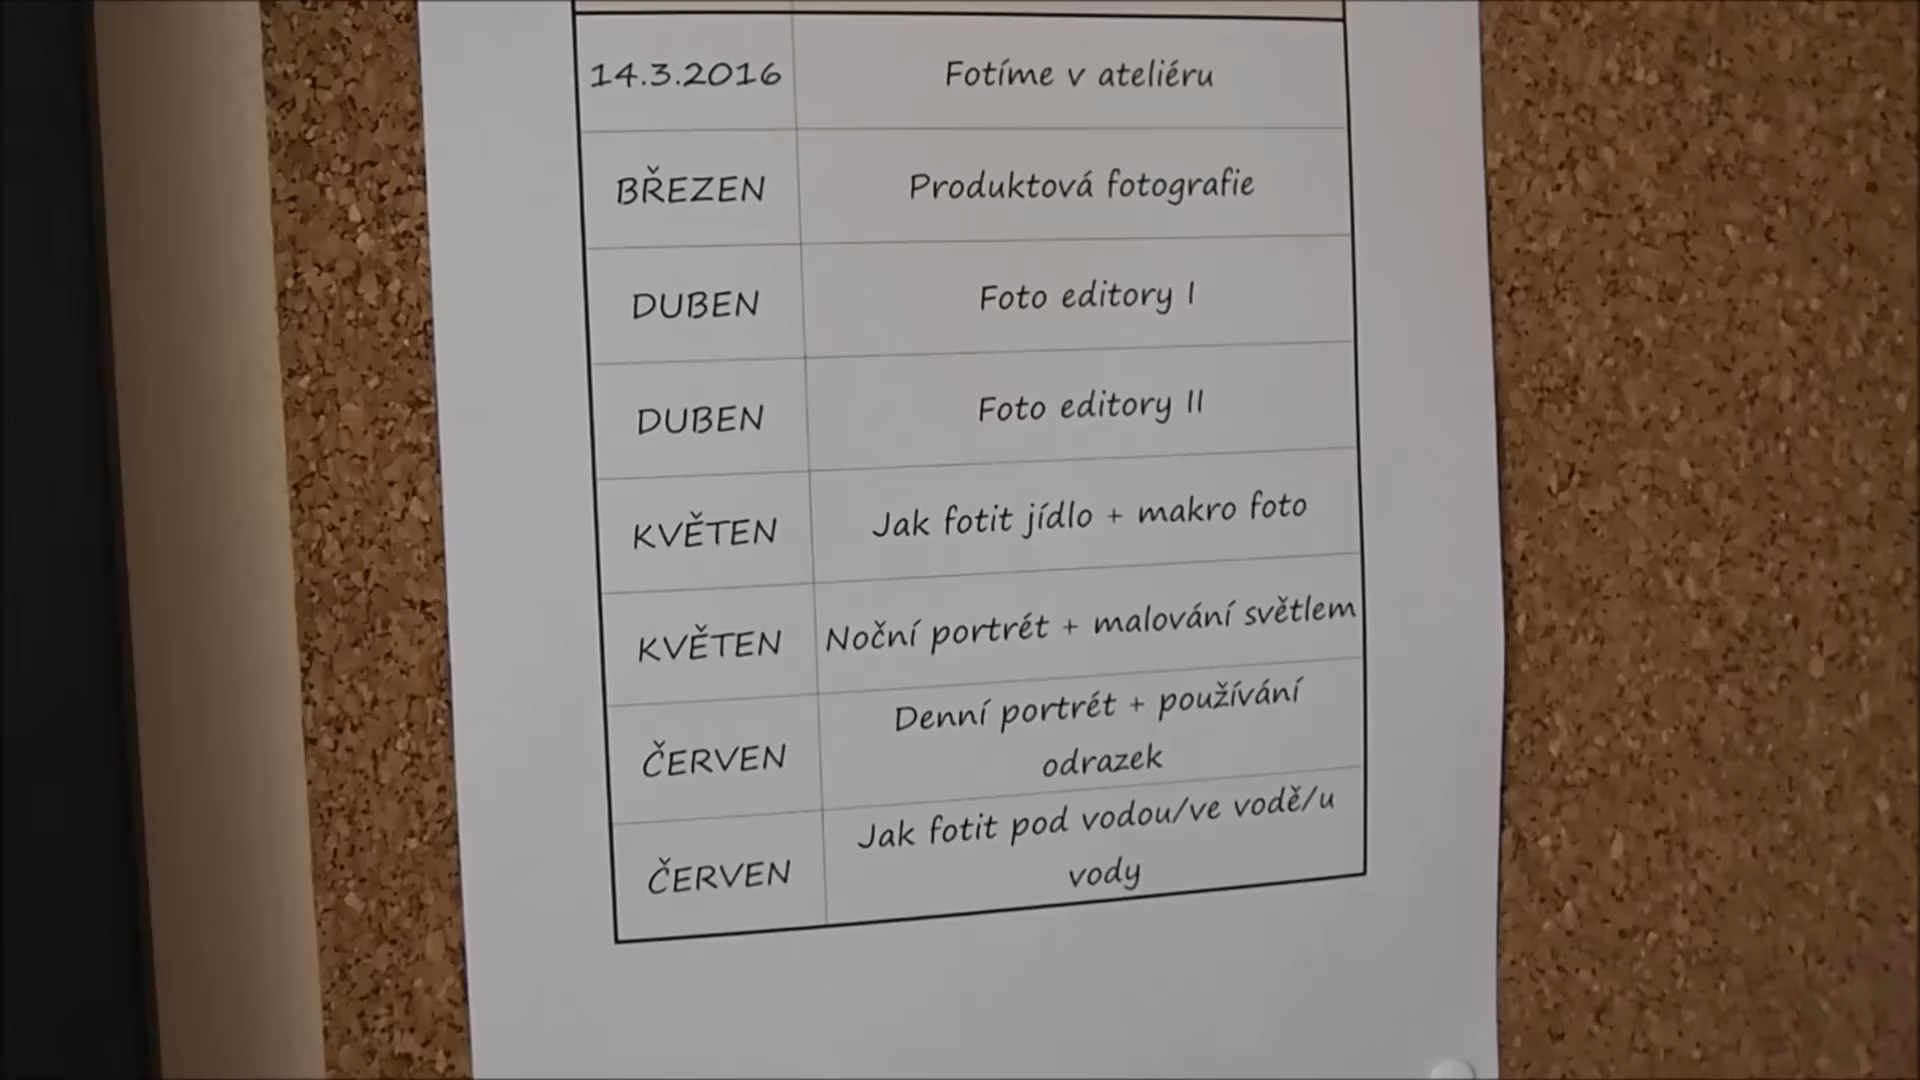 14.3.2016 Fotíme v ateliéru
BŘEZEN Produktová fotografie
DUBEN Foto editory I
DUBEN Foto editory II
KVĚTEN Jak fotit jídlo + makro foto
KVĚTEN Noční portrét + malování světlem
ČERVEN Denní portrét + používání
odrazek
ČERVEN Jak fotit pod vodou/ve vodě/u
vody